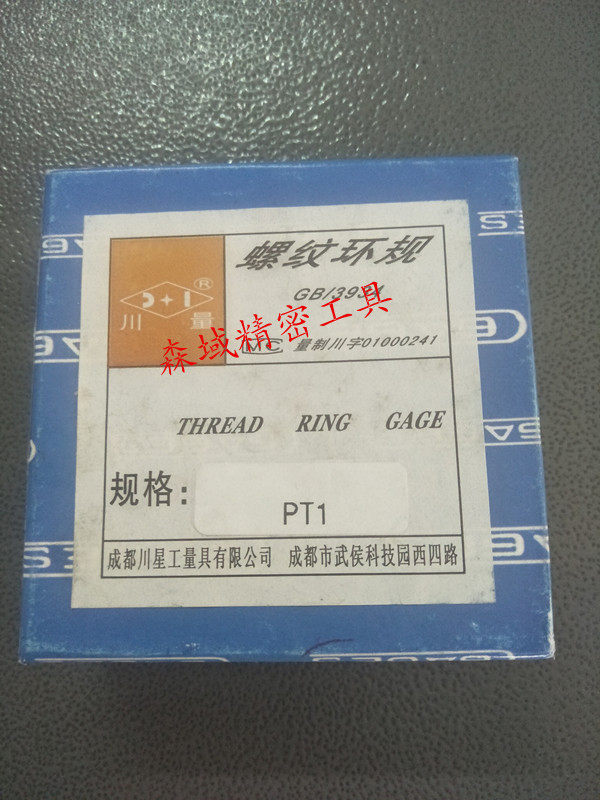 螺纹环规
GB/3934
川 量 ®
MC 量制川字01000241
森域精密工具
THREAD RING GAGE
规格:
PT1
成都川星工量具有限公司 成都市武侯科技园西四路